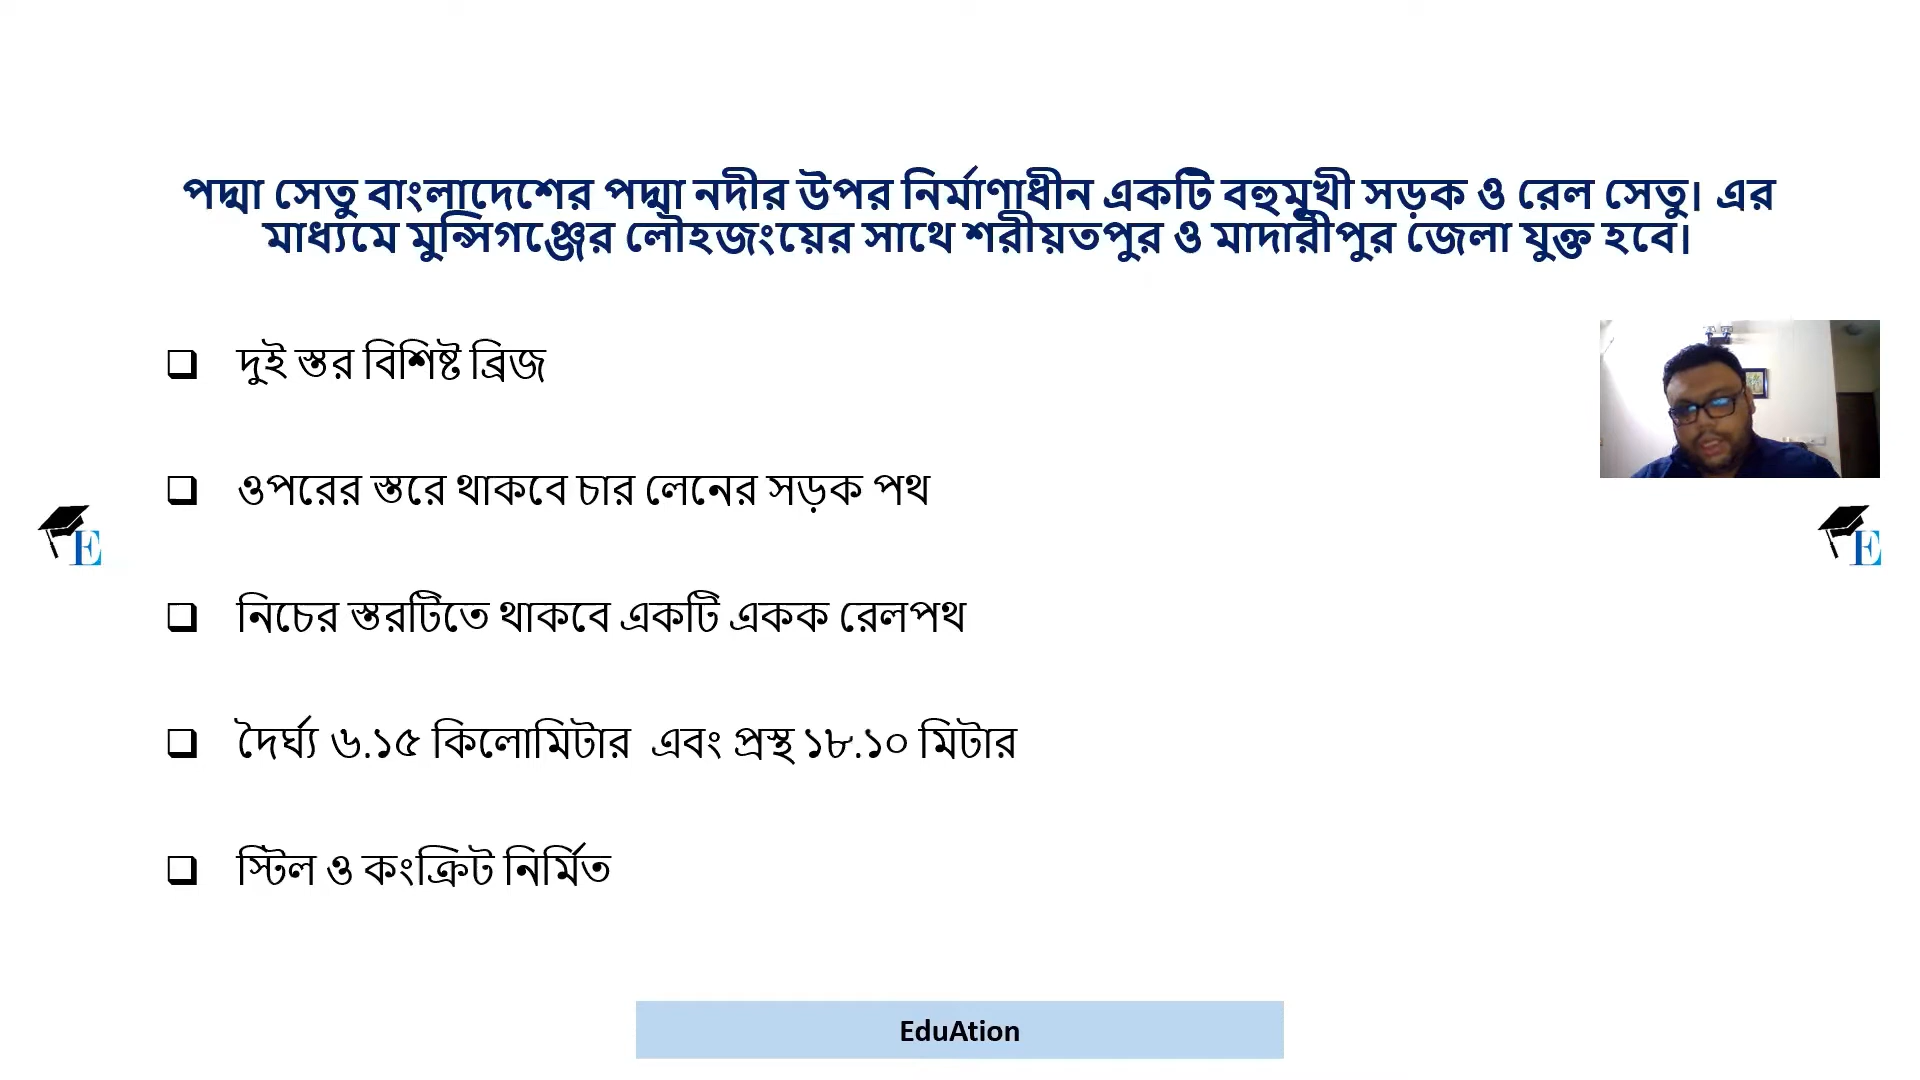 পদ্মা সেতু বাংলাদেশের পদ্মা নদীর উপর নির্মাণাধীন একটি বহুমুখী সড়ক ও রেল সেতু। এর
মাধ্যমে মুন্সিগঞ্জের লৌহজংয়ের সাথে শরীয়তপুর ও মাদারীপুর জেলা যুক্ত হবে।
দুই স্তর বিশিষ্ট ব্রিজ
ওপরের স্তরে থাকবে চার লেনের সড়ক পথ
E
E
নিচের স্তরটিতে থাকবে একটি একক রেলপথ
দৈর্ঘ্য ৬.১৫ কিলোমিটার এবং প্রস্থ ১৮.১০ মিটার
স্টিল ও কংক্রিট নির্মিত
EduAtion